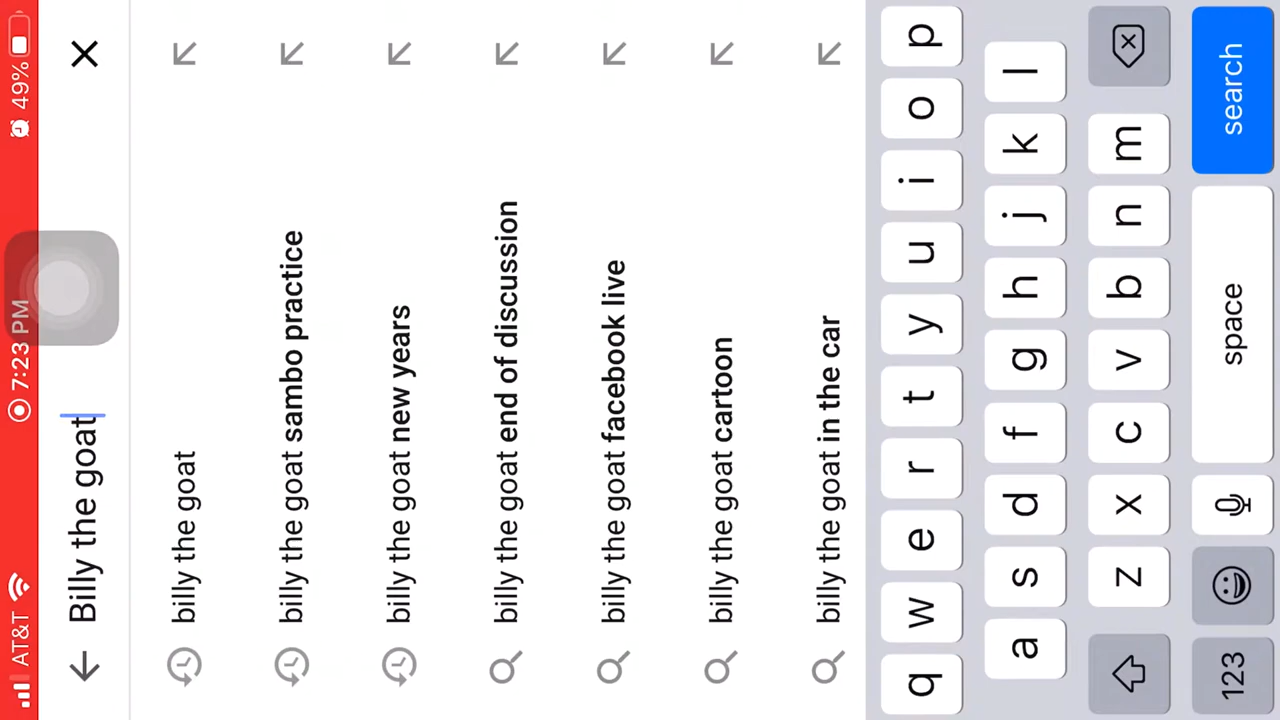 AT&T 7:23 PM 49%
Billy the goat
billy the goat
billy the goat sambo practice
billy the goat new years
billy the goat end of discussion
billy the goat facebook live
billy the goat cartoon
billy the goat in the car
q w e r t y u i o p
a s d f g h j k l
z x c v b n m
123 space search